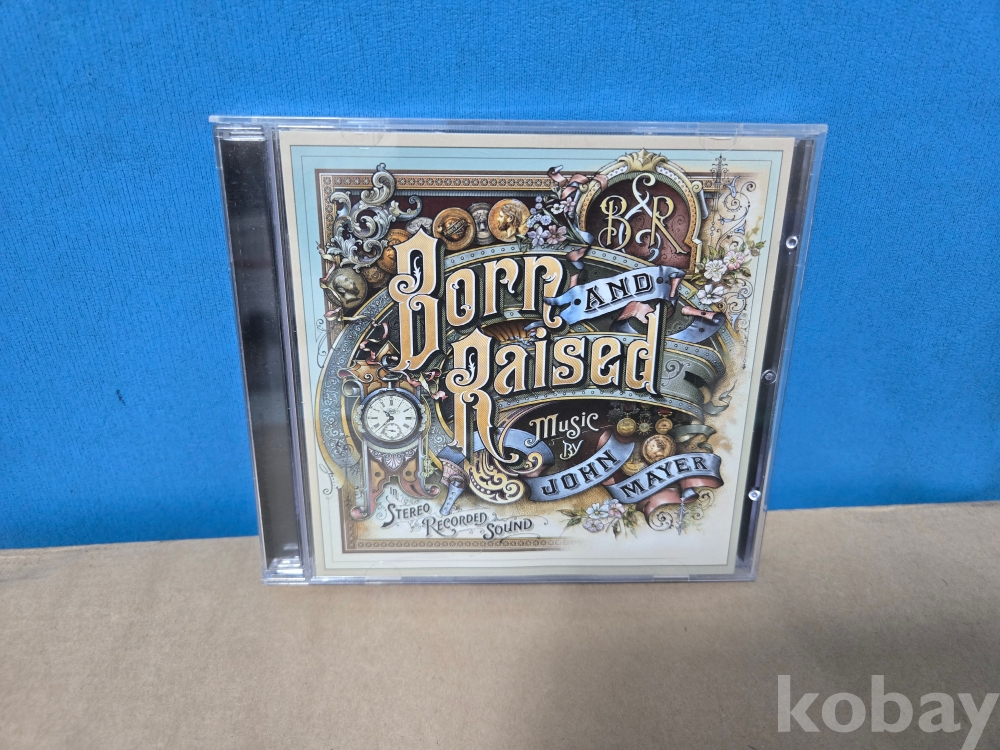 B&R
Born
AND
Raised
Music
BY
JOHN
MAYER
IN
STEREO
RECORDED
SOUND
kobay